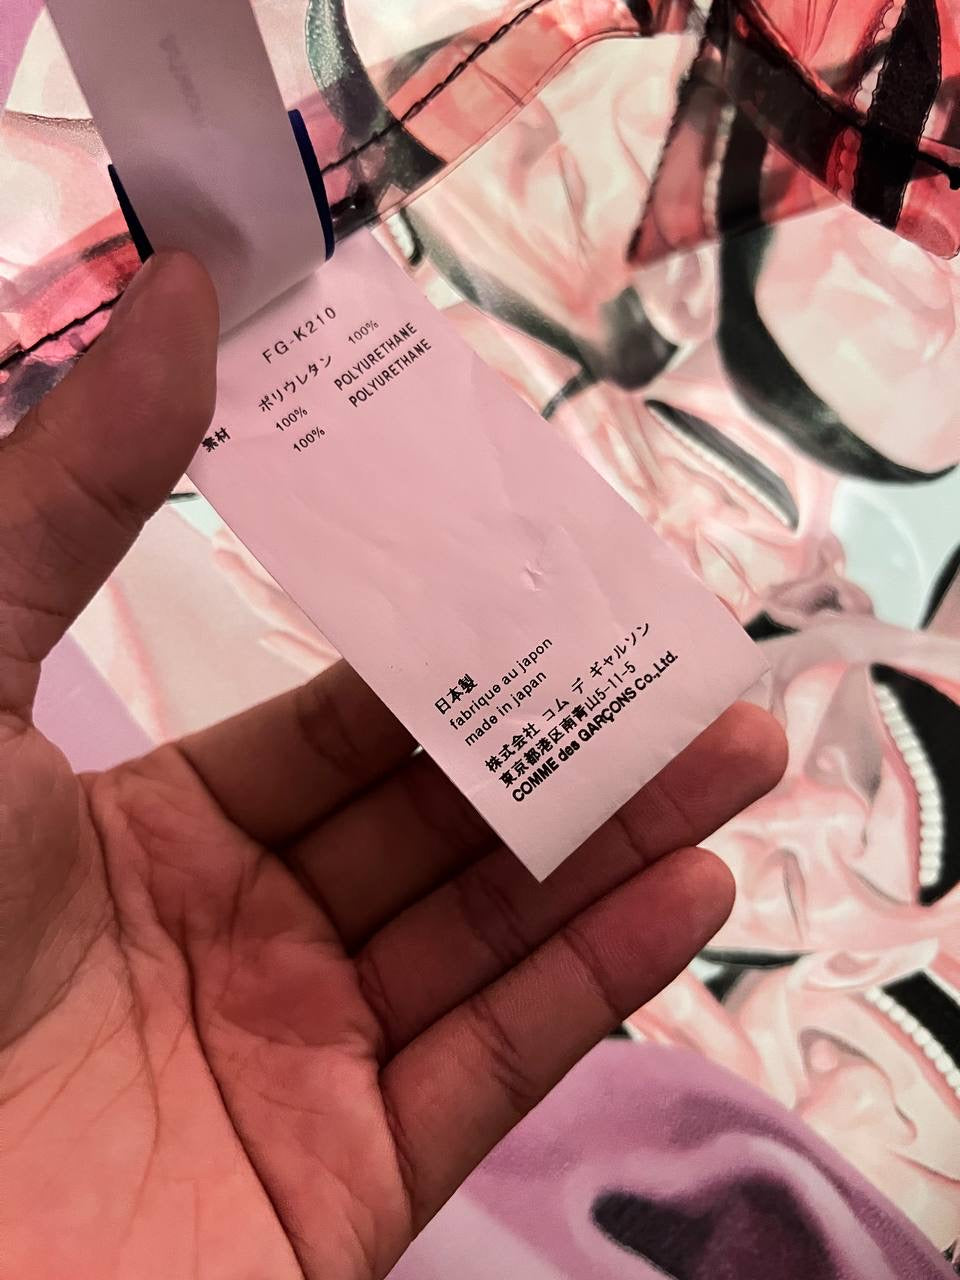 FG-K210
素材 ポリウレタン 100%
100% POLYURETHANE
100% POLYURETHANE
日本製
fabriqué au japon
made in japan
株式会社 コム デ ギャルソン
東京都港区南青山5-11-5
COMME des GARÇONS Co.,Ltd.